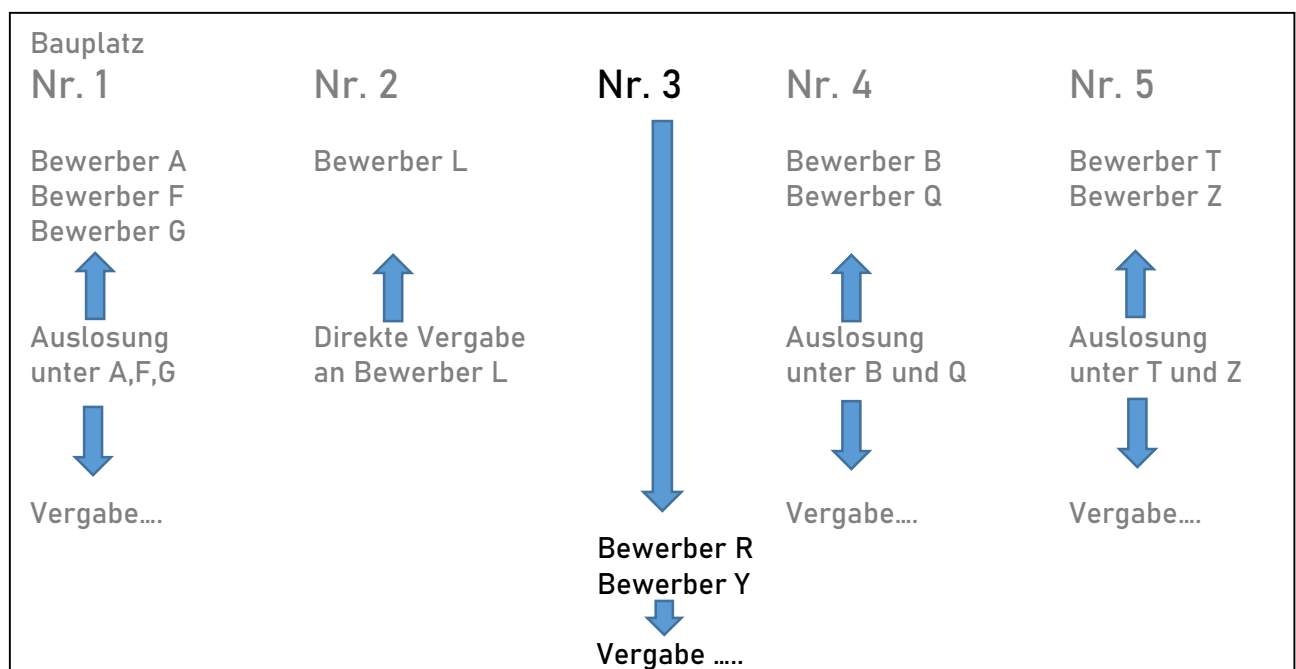 Bauplatz
Nr. 1
Nr. 2
Nr. 3
Nr. 4
Nr. 5
Bewerber A
Bewerber F
Bewerber G
Bewerber L
Bewerber B
Bewerber Q
Bewerber T
Bewerber Z
Auslosung
unter A,F,G
Direkte Vergabe
an Bewerber L
Auslosung
unter B und Q
Auslosung
unter T und Z
Vergabe....
Vergabe....
Vergabe....
Bewerber R
Bewerber Y
Vergabe .....